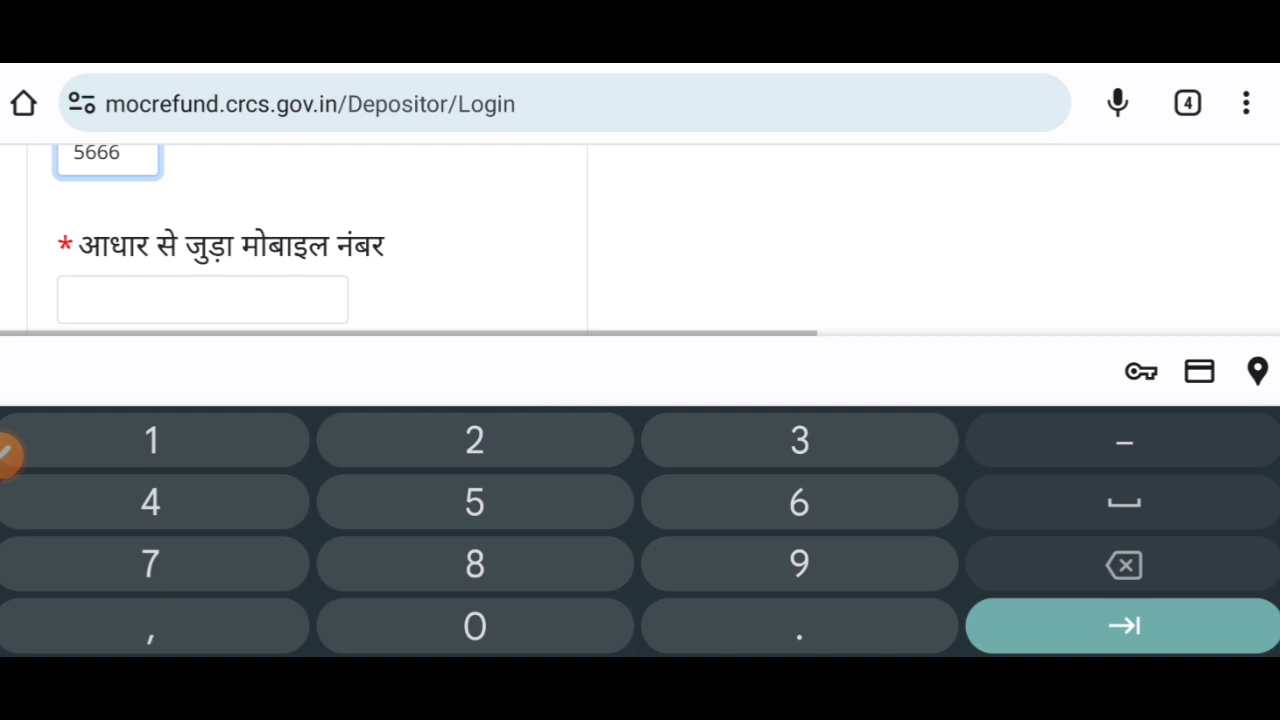 mocrefund.crcs.gov.in/Depositor/Login
4
5666
* आधार से जुड़ा मोबाइल नंबर
1 2 3 –
4 5 6
7 8 9
, 0 .